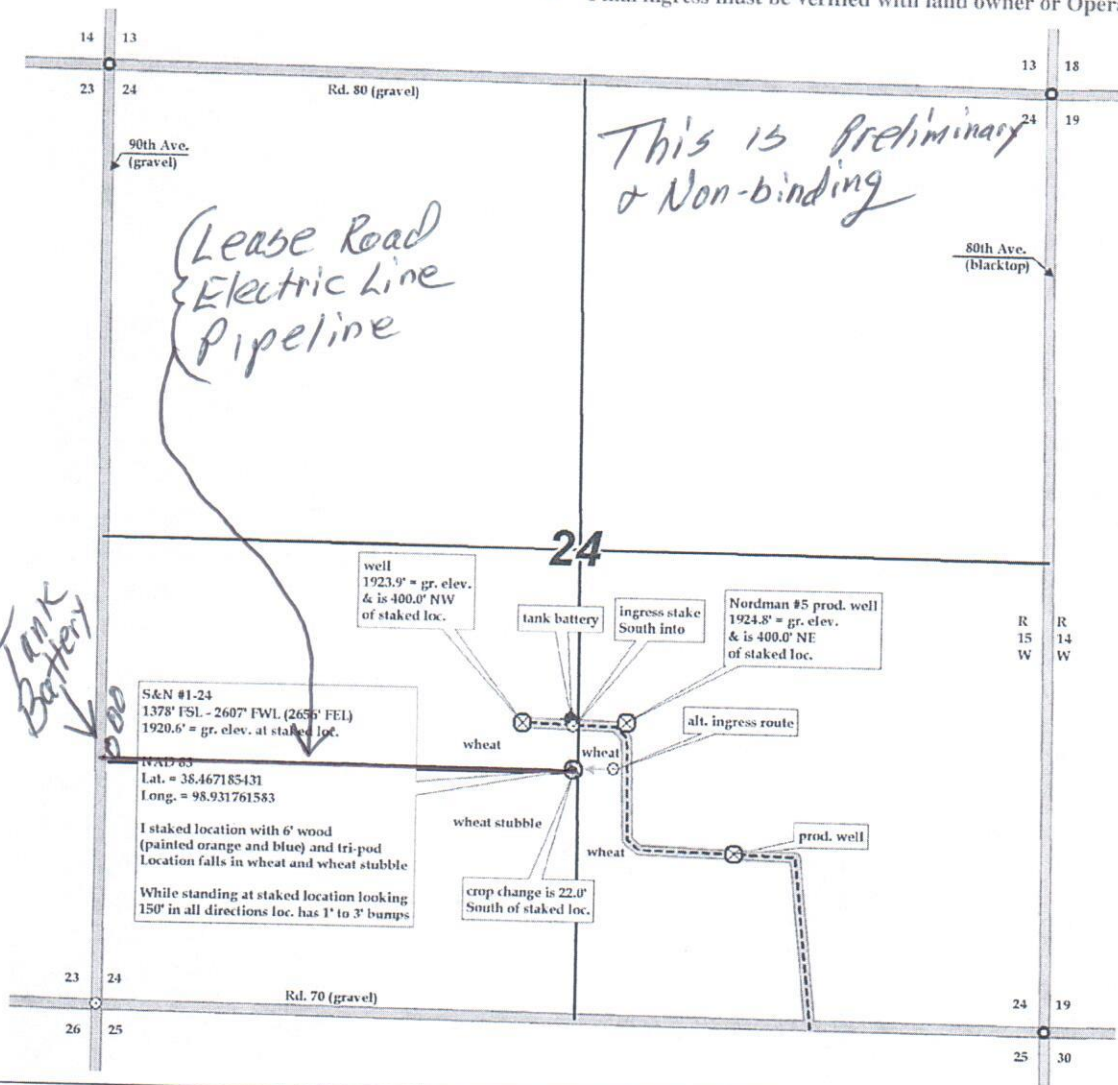 Final ingress must be verified with land owner or Opera
14 13
13 18
23 24
Rd. 80 (gravel)
24 19
90th Ave.
(gravel)
This is Preliminary
& Non-binding
80th Ave.
(blacktop)
Lease Road
Electric Line
Pipeline
24
well
1923.9' = gr. elev.
& is 400.0' NW
of staked loc.
tank battery
ingress stake
South into
Nordman #5 prod. well
1924.8' = gr. elev.
& is 400.0' NE
of staked loc.
R R
15 14
W W
Tank
Battery
S&N #1-24
1378' FSL - 2607' FWL (2656' FEL)
1920.6' = gr. elev. at staked loc.
NAD 83
Lat. = 38.467185431
Long. = 98.931761583
I staked location with 6' wood
(painted orange and blue) and tri-pod
Location falls in wheat and wheat stubble
While standing at staked location looking
150' in all directions loc. has 1' to 3' bumps
wheat
wheat
alt. ingress route
wheat stubble
wheat
prod. well
crop change is 22.0'
South of staked loc.
23 24
Rd. 70 (gravel)
24 19
26 25
25 30